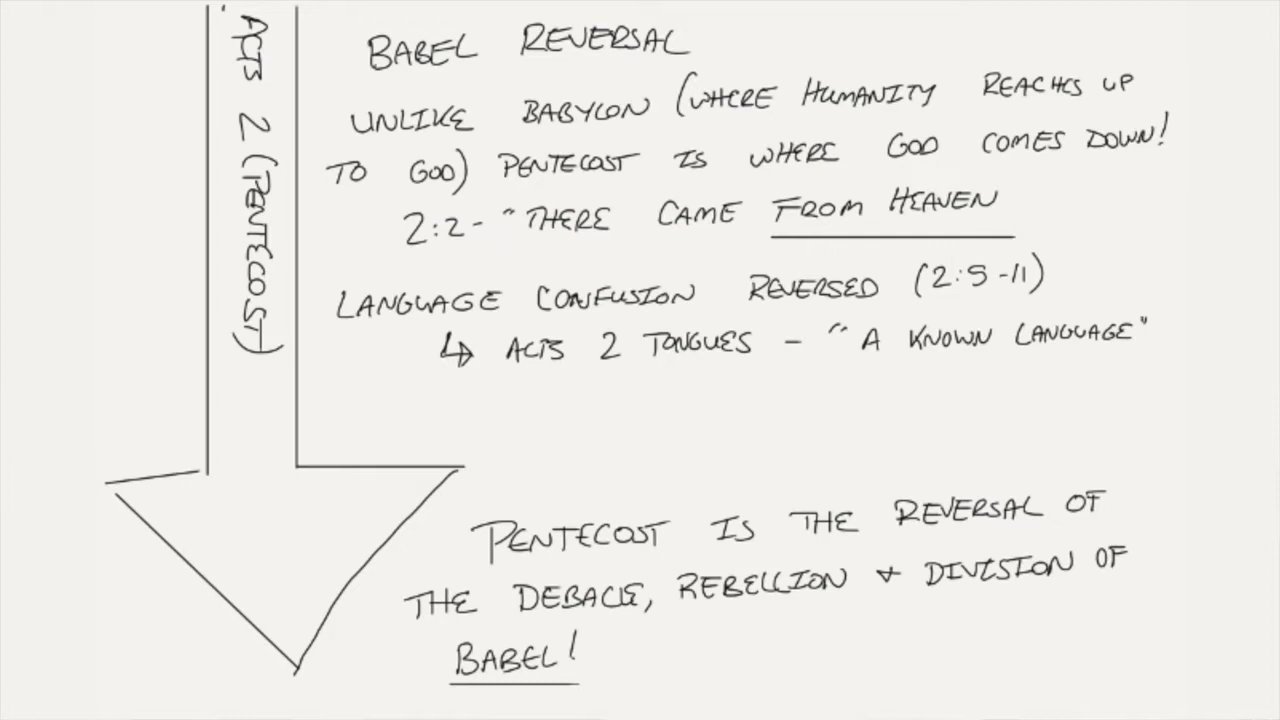 ACTS 2 (PENTECOST)
BABEL REVERSAL
UNLIKE BABYLON (WHERE HUMANITY REACHES UP
TO GOD) PENTECOST IS WHERE GOD COMES DOWN!
2:2 - "THERE CAME FROM HEAVEN
LANGUAGE CONFUSION REVERSED (2:5-11)
↳ ACTS 2 TONGUES - "A KNOWN LANGUAGE"
PENTECOST IS THE REVERSAL OF
THE DEBACLE, REBELLION + DIVISION OF
BABEL!